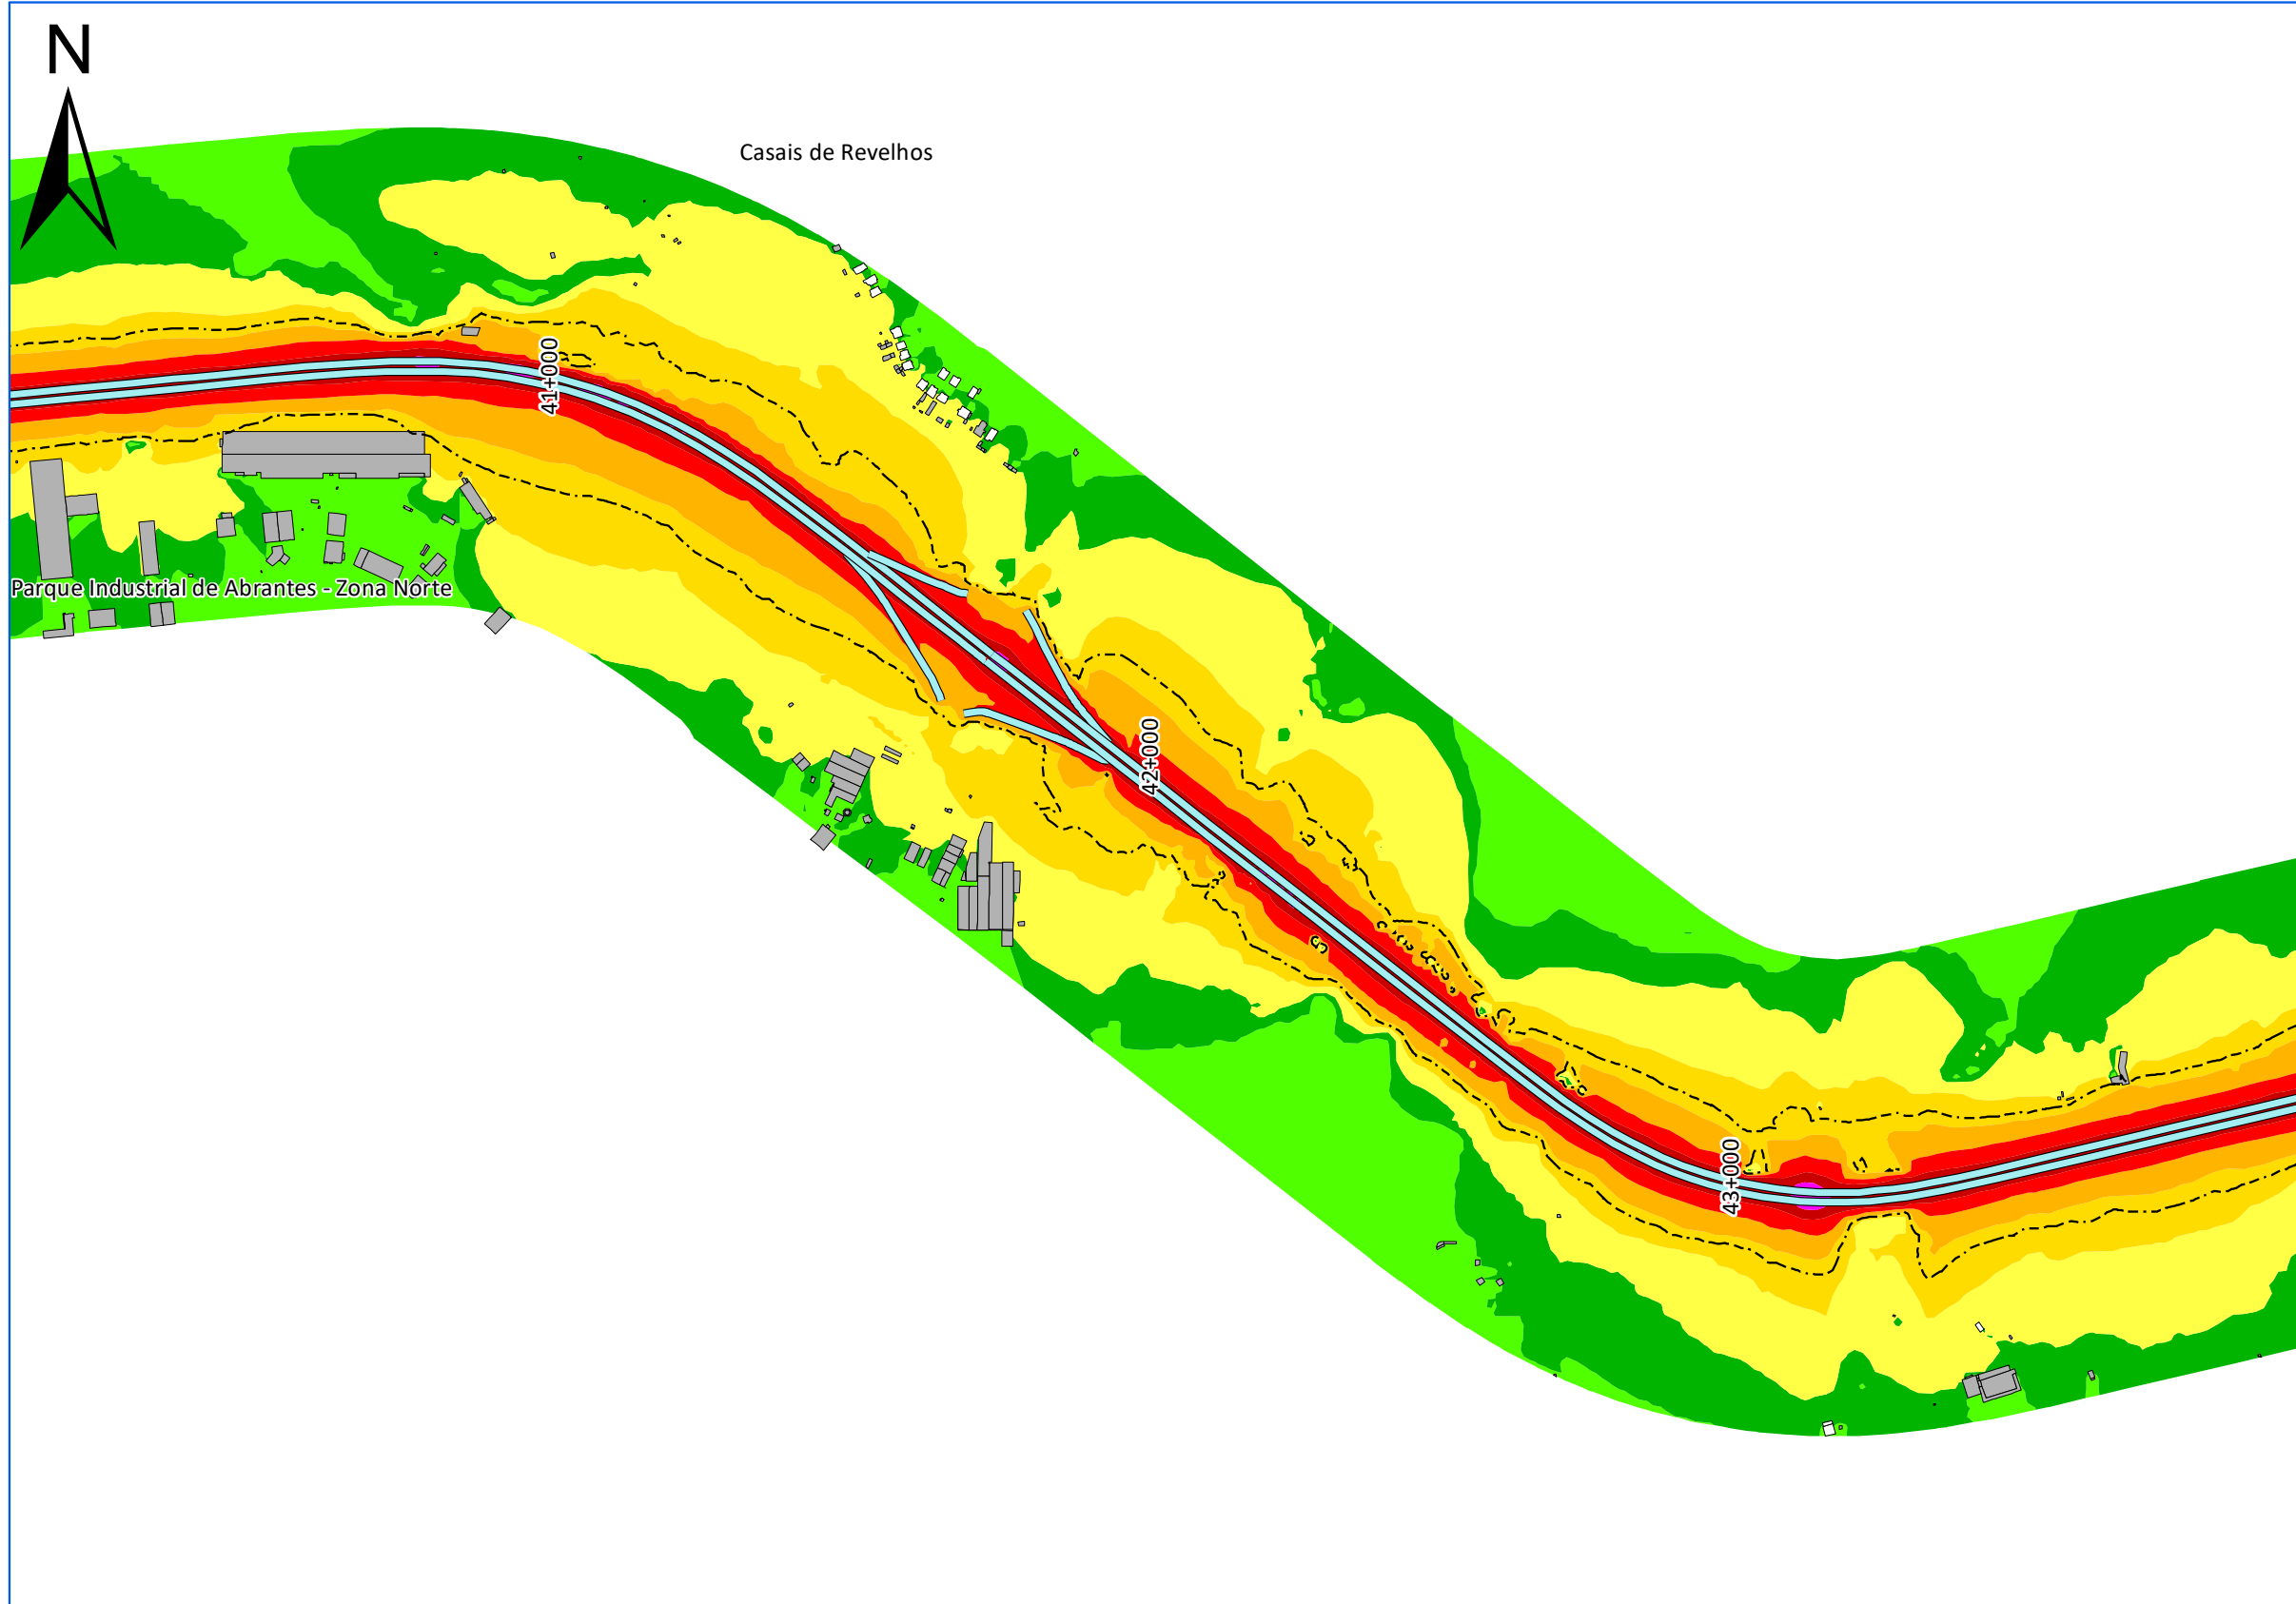 N
Casais de Revelhos
41+000
Parque Industrial de Abrantes - Zona Norte
42+000
43+000